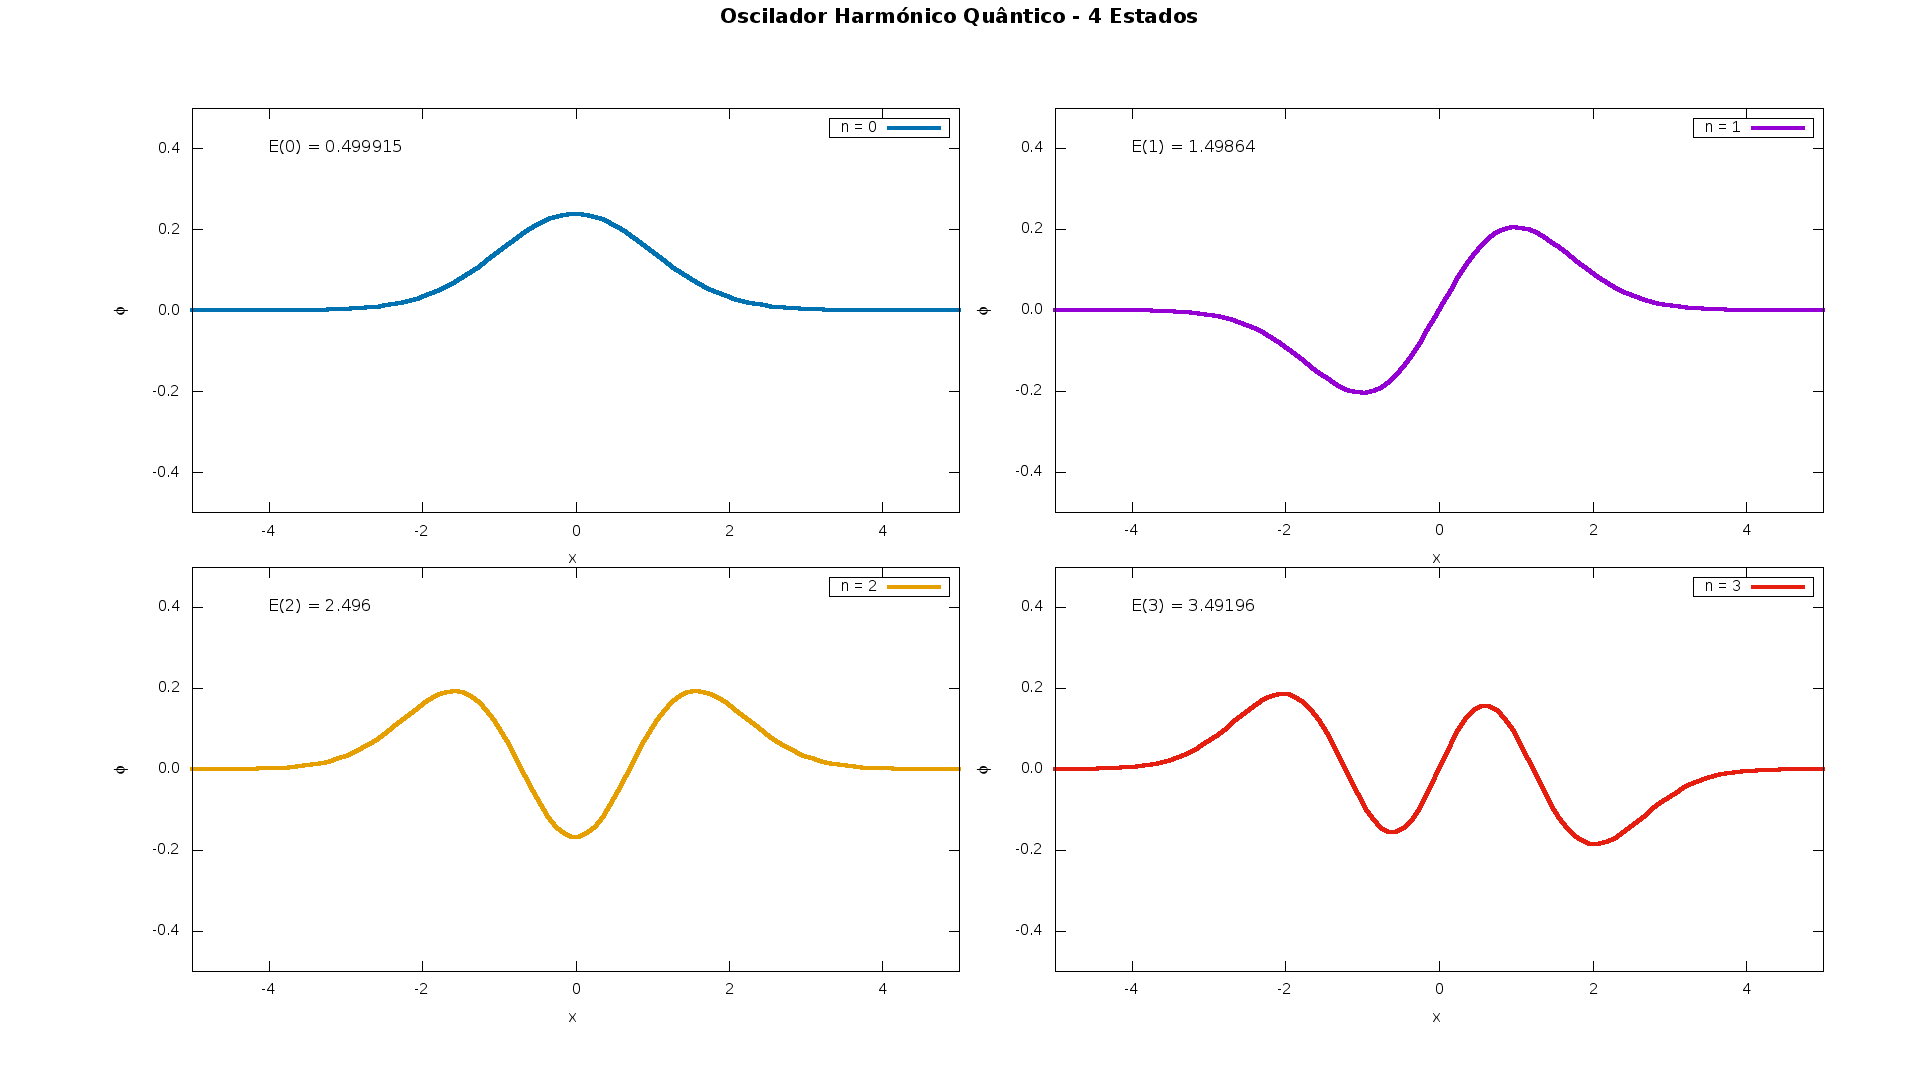 Oscilador Harmónico Quântico - 4 Estados
n = 0
E(0) = 0.499915
0.4
0.2
0.0
-0.2
-0.4
ϕ
-4 -2 0 2 4
x
n = 1
E(1) = 1.49864
0.4
0.2
0.0
-0.2
-0.4
ϕ
-4 -2 0 2 4
x
n = 2
E(2) = 2.496
0.4
0.2
0.0
-0.2
-0.4
ϕ
-4 -2 0 2 4
x
n = 3
E(3) = 3.49196
0.4
0.2
0.0
-0.2
-0.4
ϕ
-4 -2 0 2 4
x